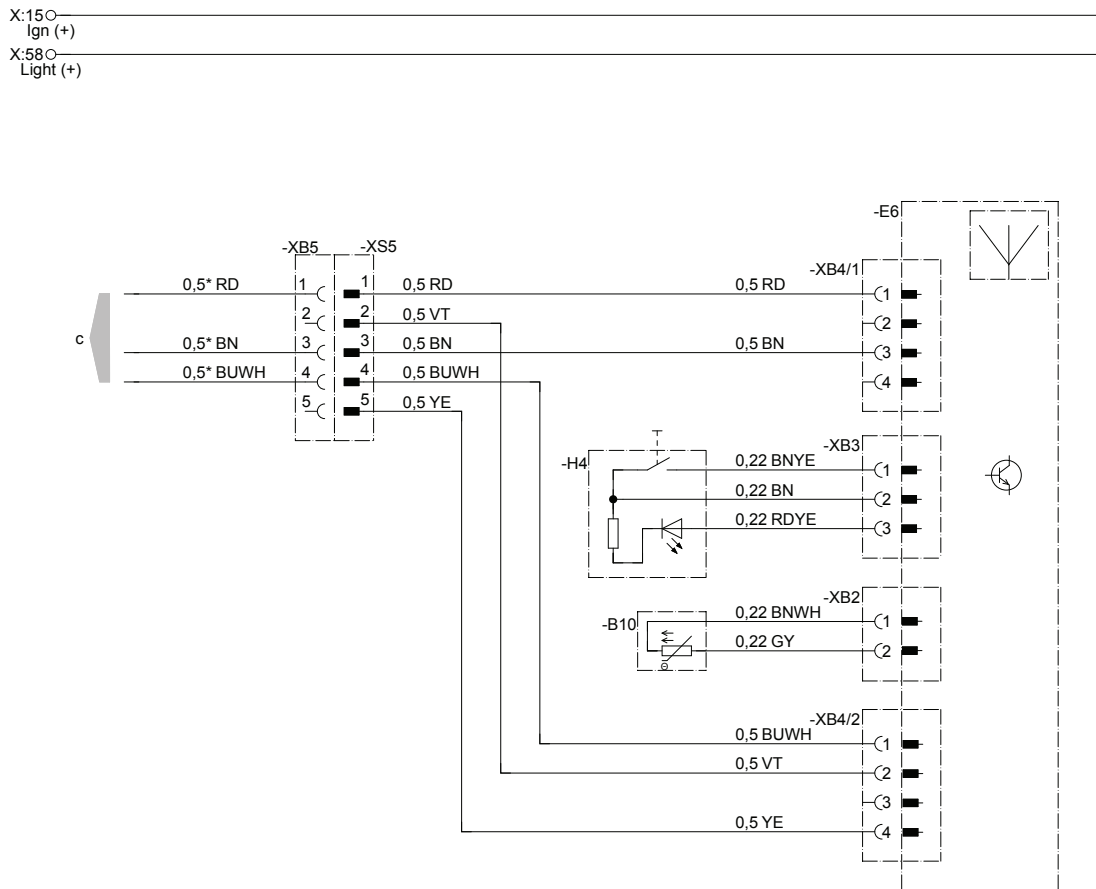 X:15
Ign (+)
X:58
Light (+)
-E6
-XB5 -XS5
-XB4/1
0,5* RD 1 1 0,5 RD 0,5 RD 1
2 2 0,5 VT 2
c
0,5* BN 3 3 0,5 BN 0,5 BN 3
0,5* BUWH 4 4 0,5 BUWH 4
5 5 0,5 YE
-XB3
-H4 0,22 BNYE 1
0,22 BN 2
0,22 RDYE 3
-XB2
-B10 0,22 BNWH 1
0,22 GY 2
-XB4/2
0,5 BUWH 1
0,5 VT 2
3
0,5 YE 4